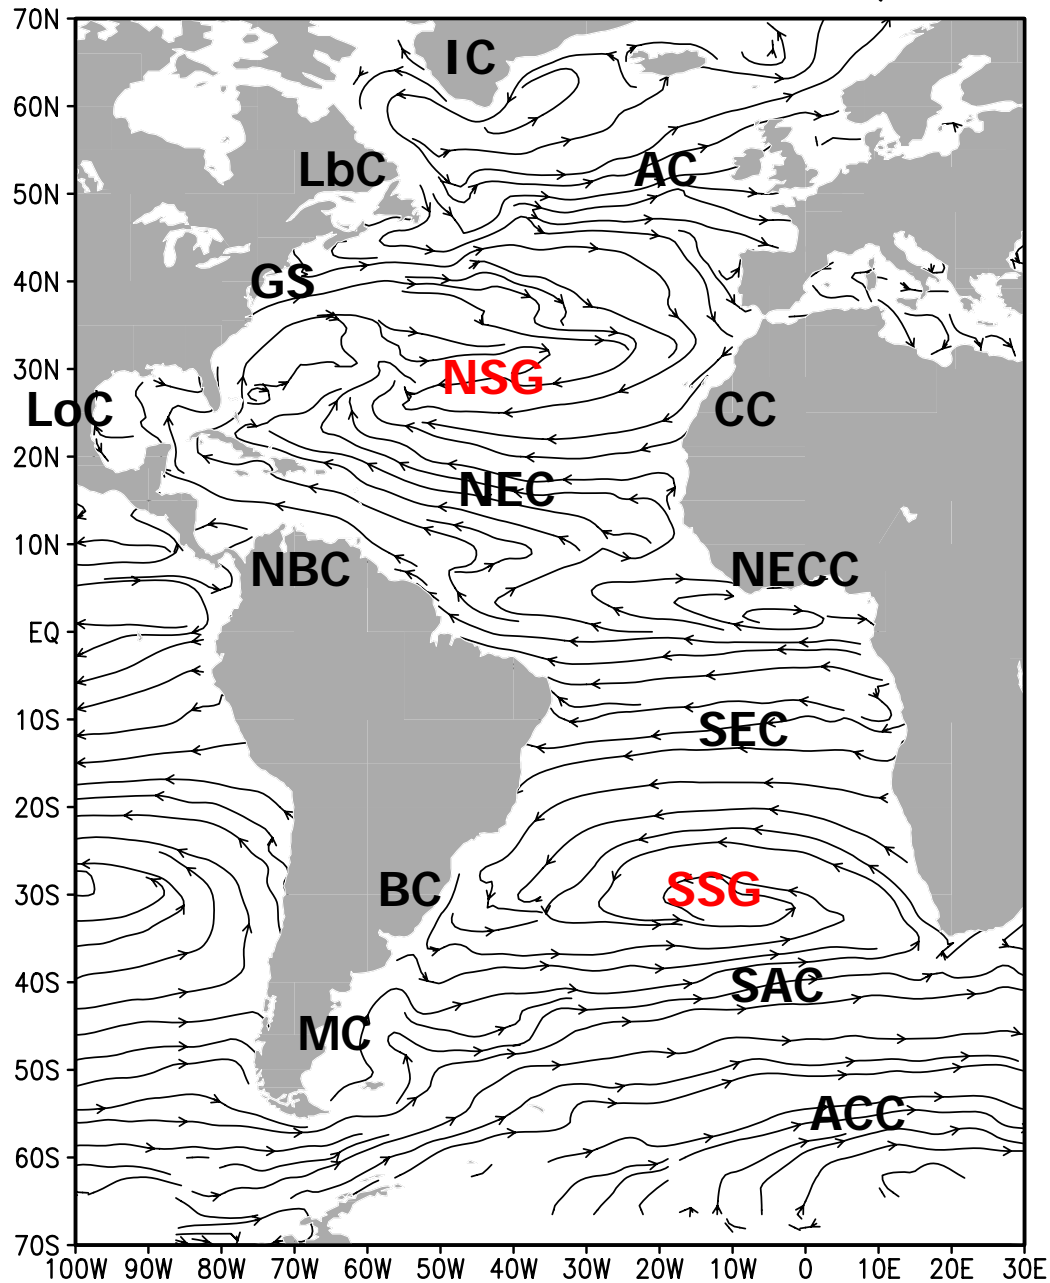 70N
IC
60N
LbC
AC
50N
GS
40N
30N
NSG
LoC
CC
20N
NEC
10N
NBC
NECC
EQ
10S
SEC
20S
BC
SSG
30S
40S
SAC
MC
50S
ACC
60S
70S
100W 90W 80W 70W 60W 50W 40W 30W 20W 10W 0 10E 20E 30E